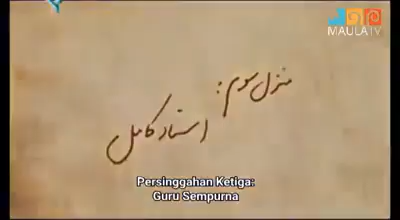 MAULATV
منزل سوم:
استاد کامل
Persinggahan Ketiga:
Guru Sempurna